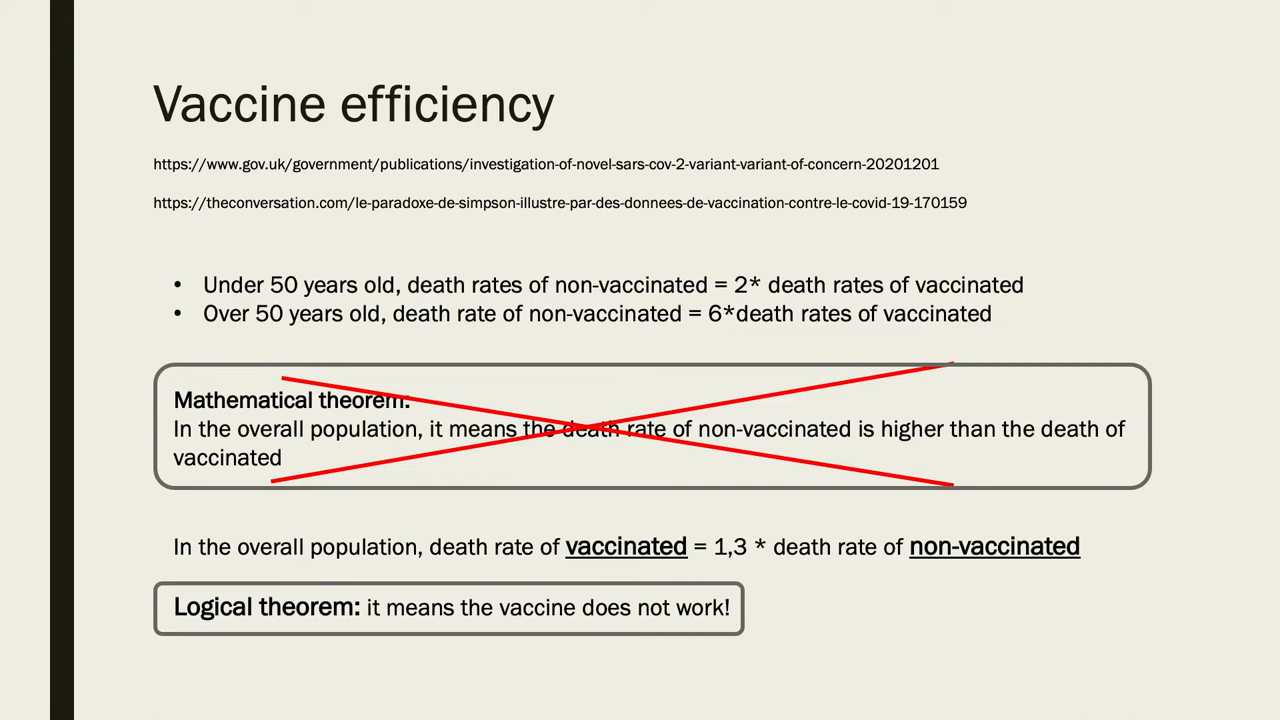 Vaccine efficiency
https://www.gov.uk/government/publications/investigation-of-novel-sars-cov-2-variant-variant-of-concern-20201201
https://theconversation.com/le-paradoxe-de-simpson-illustre-par-des-donnees-de-vaccination-contre-le-covid-19-170159
• Under 50 years old, death rates of non-vaccinated = 2* death rates of vaccinated
• Over 50 years old, death rate of non-vaccinated = 6*death rates of vaccinated
Mathematical theorem:
In the overall population, it means the death rate of non-vaccinated is higher than the death of
vaccinated
In the overall population, death rate of vaccinated = 1,3 * death rate of non-vaccinated
Logical theorem: it means the vaccine does not work!